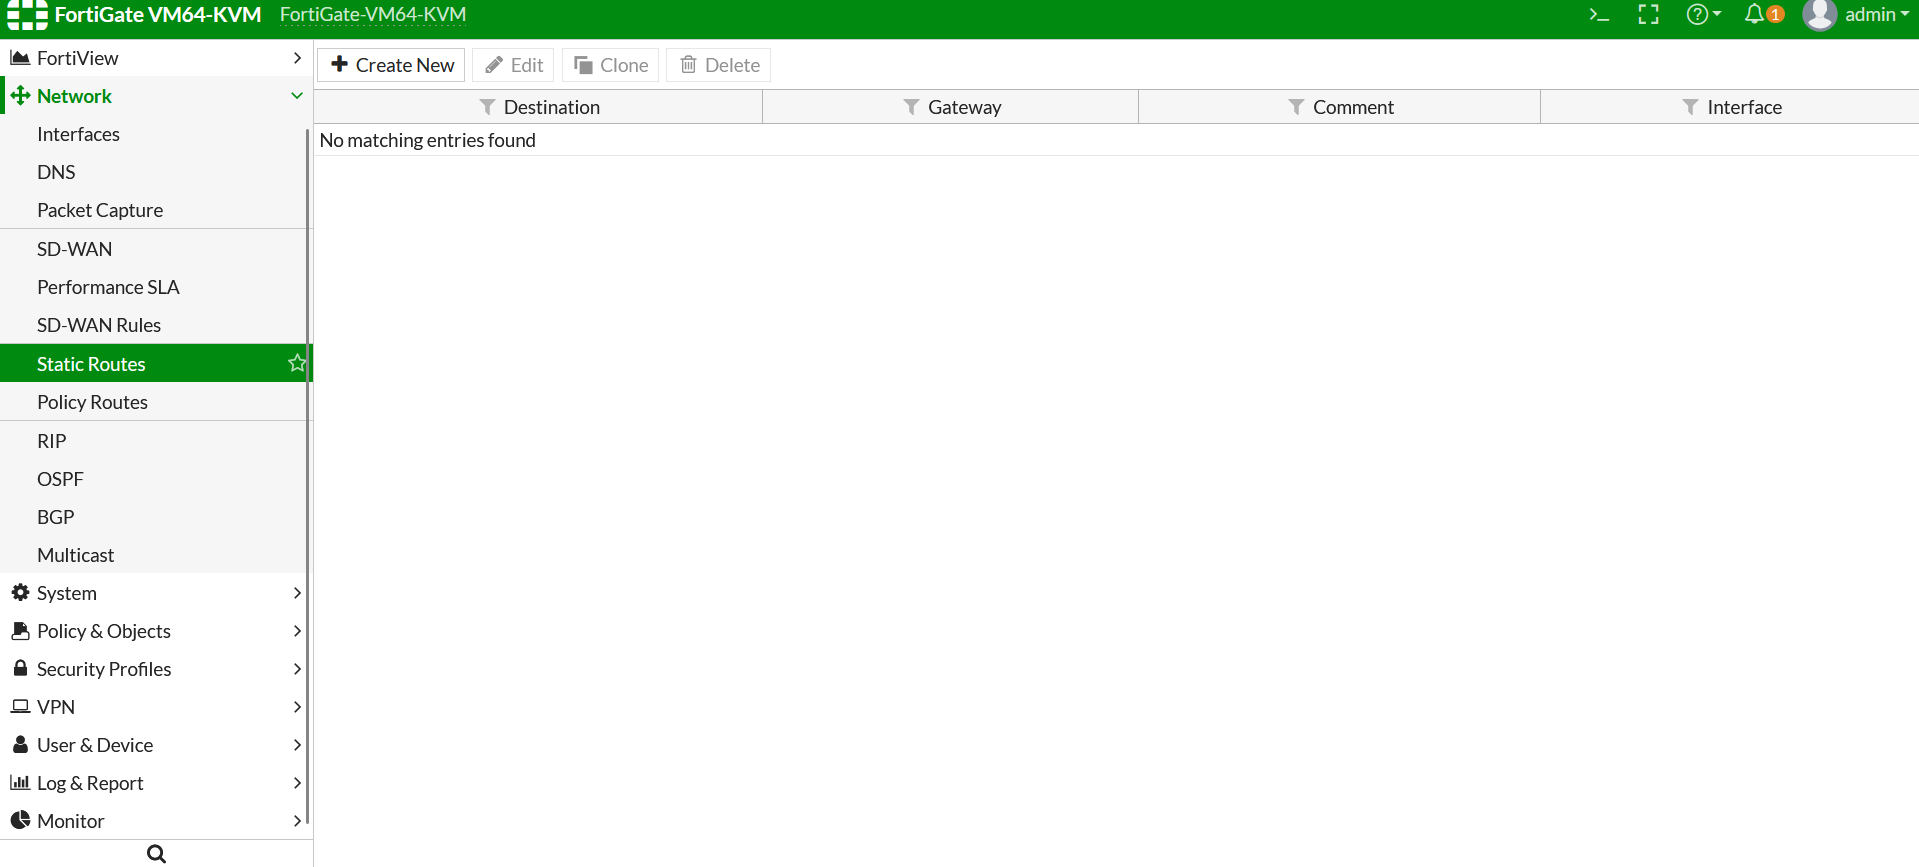 FortiGate VM64-KVM FortiGate-VM64-KVM >_ ? 1 admin
FortiView
Network
Interfaces
DNS
Packet Capture
SD-WAN
Performance SLA
SD-WAN Rules
Static Routes
Policy Routes
RIP
OSPF
BGP
Multicast
System
Policy & Objects
Security Profiles
VPN
User & Device
Log & Report
Monitor
Create New Edit Clone Delete
Destination Gateway Comment Interface
No matching entries found